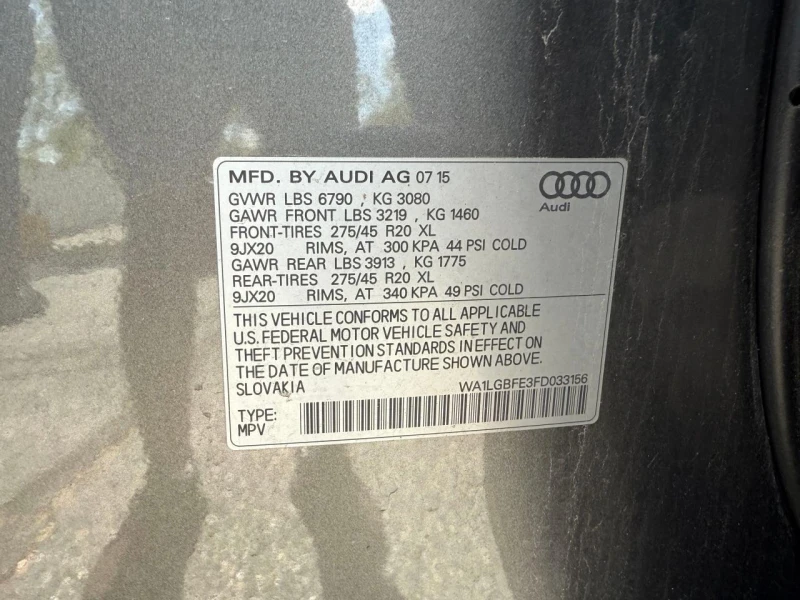 MFD. BY AUDI AG 07 15
Audi
GVWR LBS 6790 , KG 3080
GAWR FRONT LBS 3219 , KG 1460
FRONT-TIRES 275/45 R20 XL
9JX20 RIMS, AT 300 KPA 44 PSI COLD
GAWR REAR LBS 3913 , KG 1775
REAR-TIRES 275/45 R20 XL
9JX20 RIMS, AT 340 KPA 49 PSI COLD
THIS VEHICLE CONFORMS TO ALL APPLICABLE
U.S. FEDERAL MOTOR VEHICLE SAFETY AND
THEFT PREVENTION STANDARDS IN EFFECT ON
THE DATE OF MANUFACTURE SHOWN ABOVE.
SLOVAKIA WA1LGBFE3FD033156
TYPE:
MPV